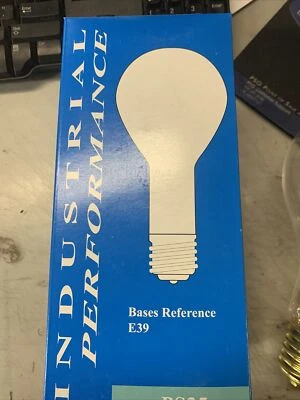 INDUSTRIAL
PERFORMANCE
Bases Reference
E39